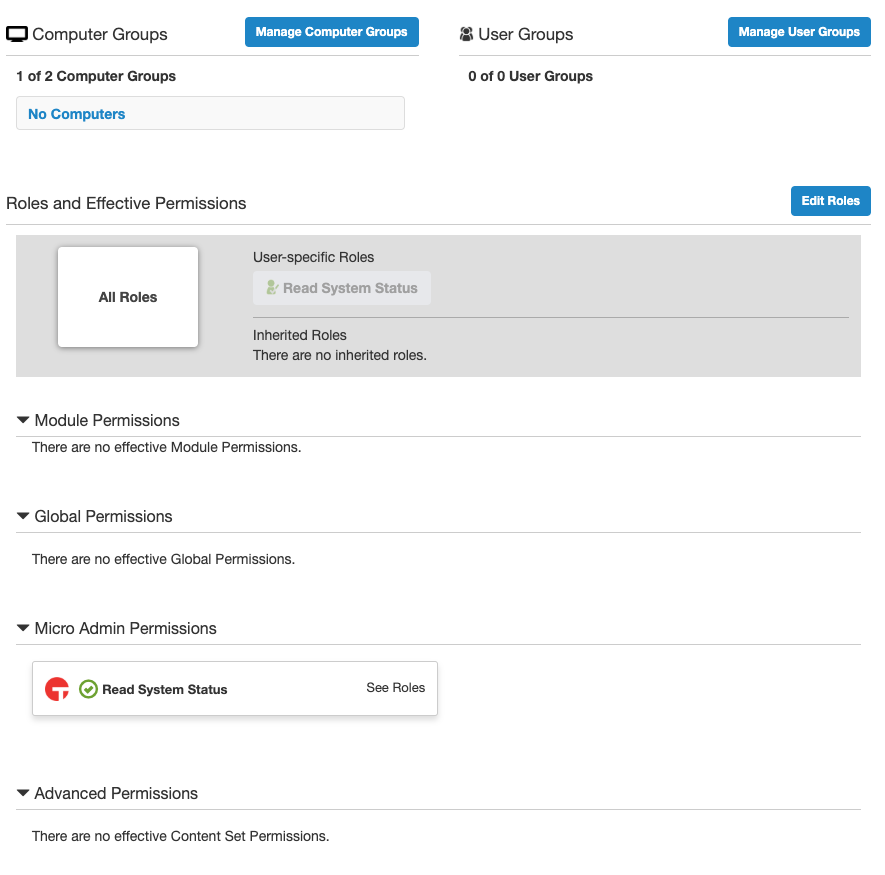 Computer Groups
Manage Computer Groups
1 of 2 Computer Groups
No Computers
User Groups
Manage User Groups
0 of 0 User Groups
Roles and Effective Permissions
Edit Roles
All Roles
User-specific Roles
Read System Status
Inherited Roles
There are no inherited roles.
Module Permissions
There are no effective Module Permissions.
Global Permissions
There are no effective Global Permissions.
Micro Admin Permissions
Read System Status
See Roles
Advanced Permissions
There are no effective Content Set Permissions.